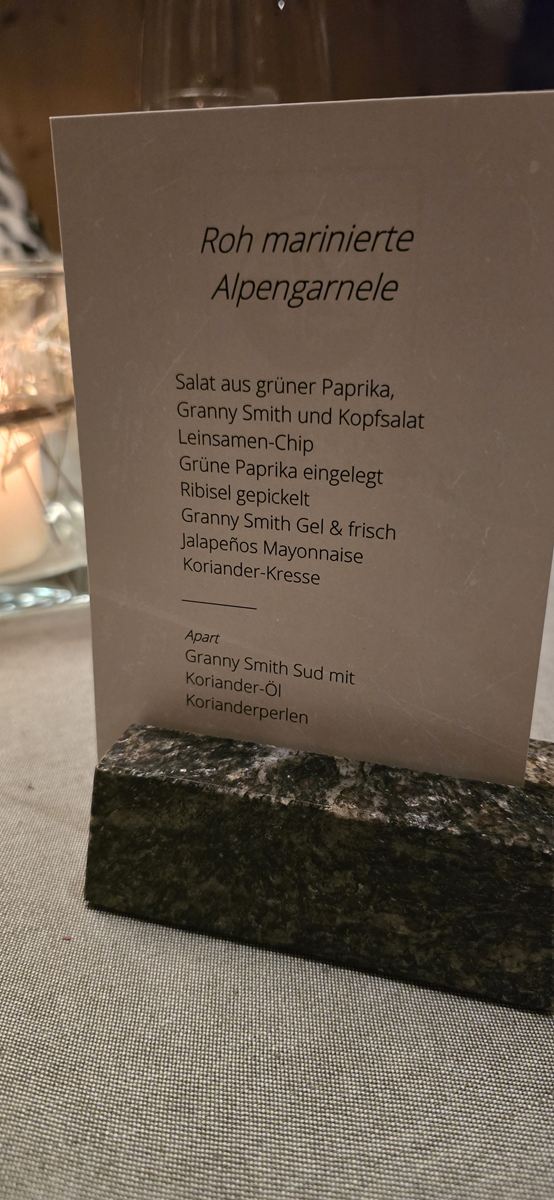 Roh marinierte
Alpengarnele
Salat aus grüner Paprika,
Granny Smith und Kopfsalat
Leinsamen-Chip
Grüne Paprika eingelegt
Ribisel gepickelt
Granny Smith Gel & frisch
Jalapeños Mayonnaise
Koriander-Kresse
Apart
Granny Smith Sud mit
Koriander-Öl
Korianderperlen